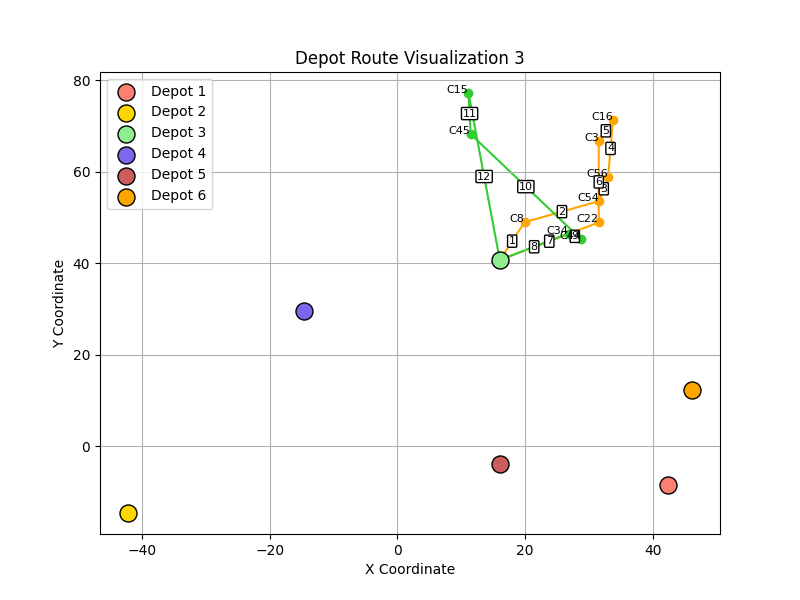 Depot Route Visualization 3
Depot 1
Depot 2
Depot 3
Depot 4
Depot 5
Depot 6
C15
11
C45
12
10
C16
5
C3
4
C56
6
3
C54
C8
2
C22
1
C34
7
8
80
60
40
20
0
−40
−20
0
20
40
Y Coordinate
X Coordinate